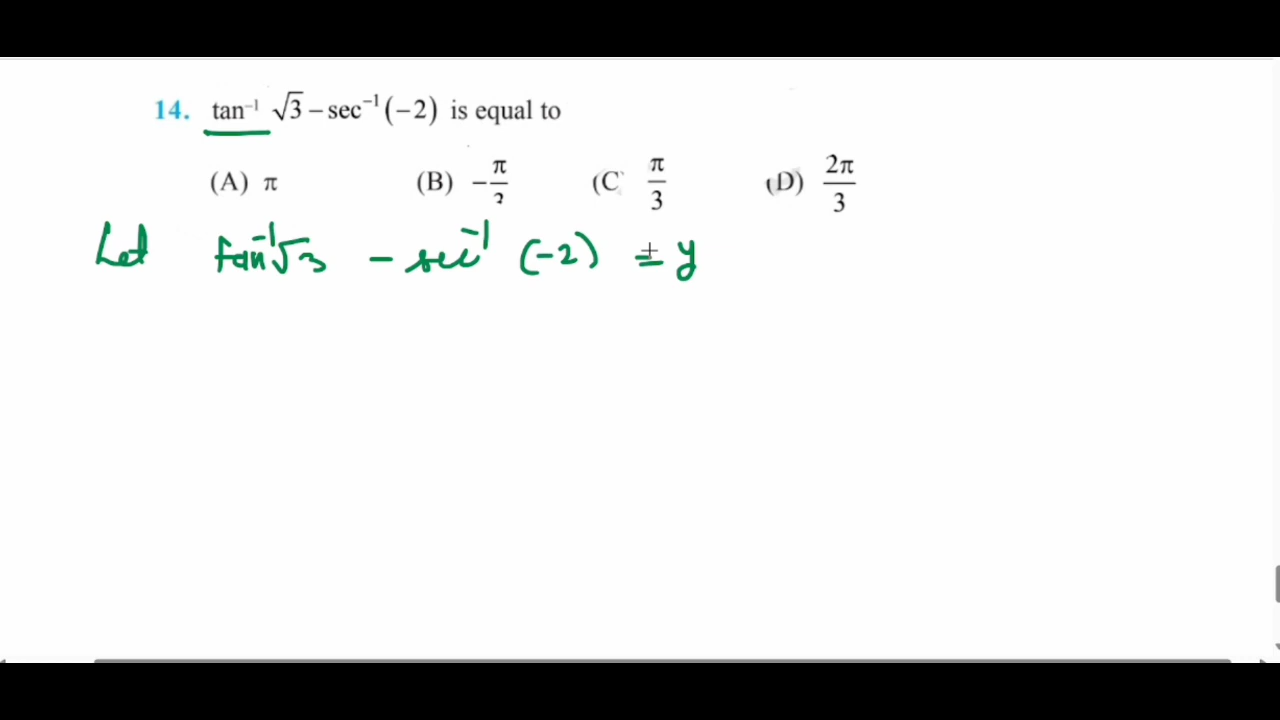 14. tan⁻¹ √3 – sec⁻¹ (−2) is equal to
(A) π (B) −π/3 (C π/3 (D) 2π/3
Let tan⁻¹√3 − sec⁻¹ (−2) = y